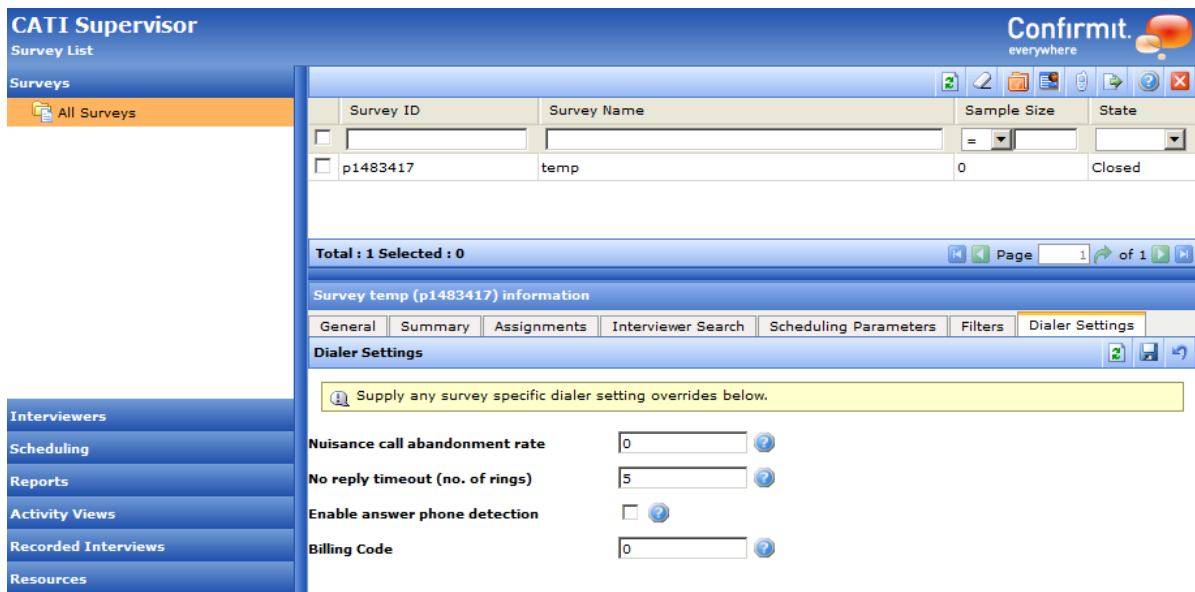 CATI Supervisor
Survey List
Confirmit.
everywhere
Surveys
All Surveys
Survey ID Survey Name Sample Size State
=
p1483417 temp 0 Closed
Total : 1 Selected : 0 Page 1 of 1
Survey temp (p1483417) information
General Summary Assignments Interviewer Search Scheduling Parameters Filters Dialer Settings
Dialer Settings
Supply any survey specific dialer setting overrides below.
Nuisance call abandonment rate 0
No reply timeout (no. of rings) 5
Enable answer phone detection
Billing Code 0
Interviewers
Scheduling
Reports
Activity Views
Recorded Interviews
Resources